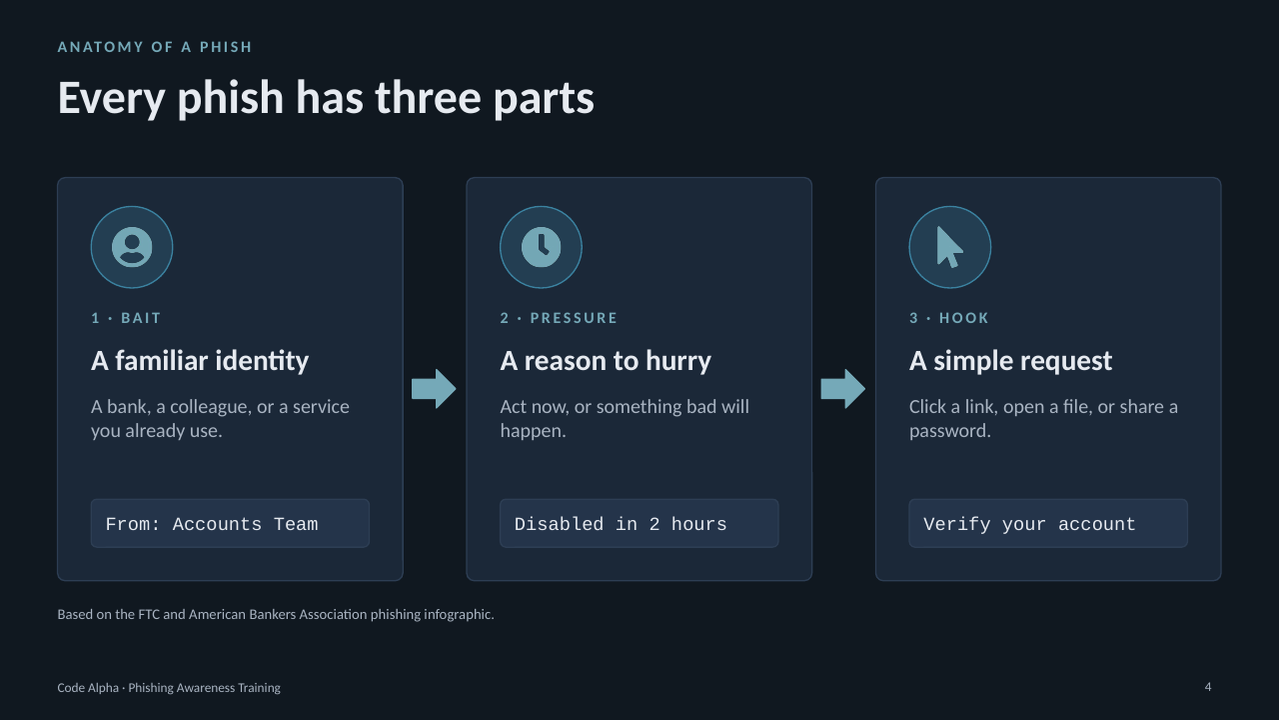 ANATOMY OF A PHISH
Every phish has three parts
1 · BAIT
A familiar identity
A bank, a colleague, or a service
you already use.
From: Accounts Team
2 · PRESSURE
A reason to hurry
Act now, or something bad will
happen.
Disabled in 2 hours
3 · HOOK
A simple request
Click a link, open a file, or share a
password.
Verify your account
Based on the FTC and American Bankers Association phishing infographic.
Code Alpha · Phishing Awareness Training
4